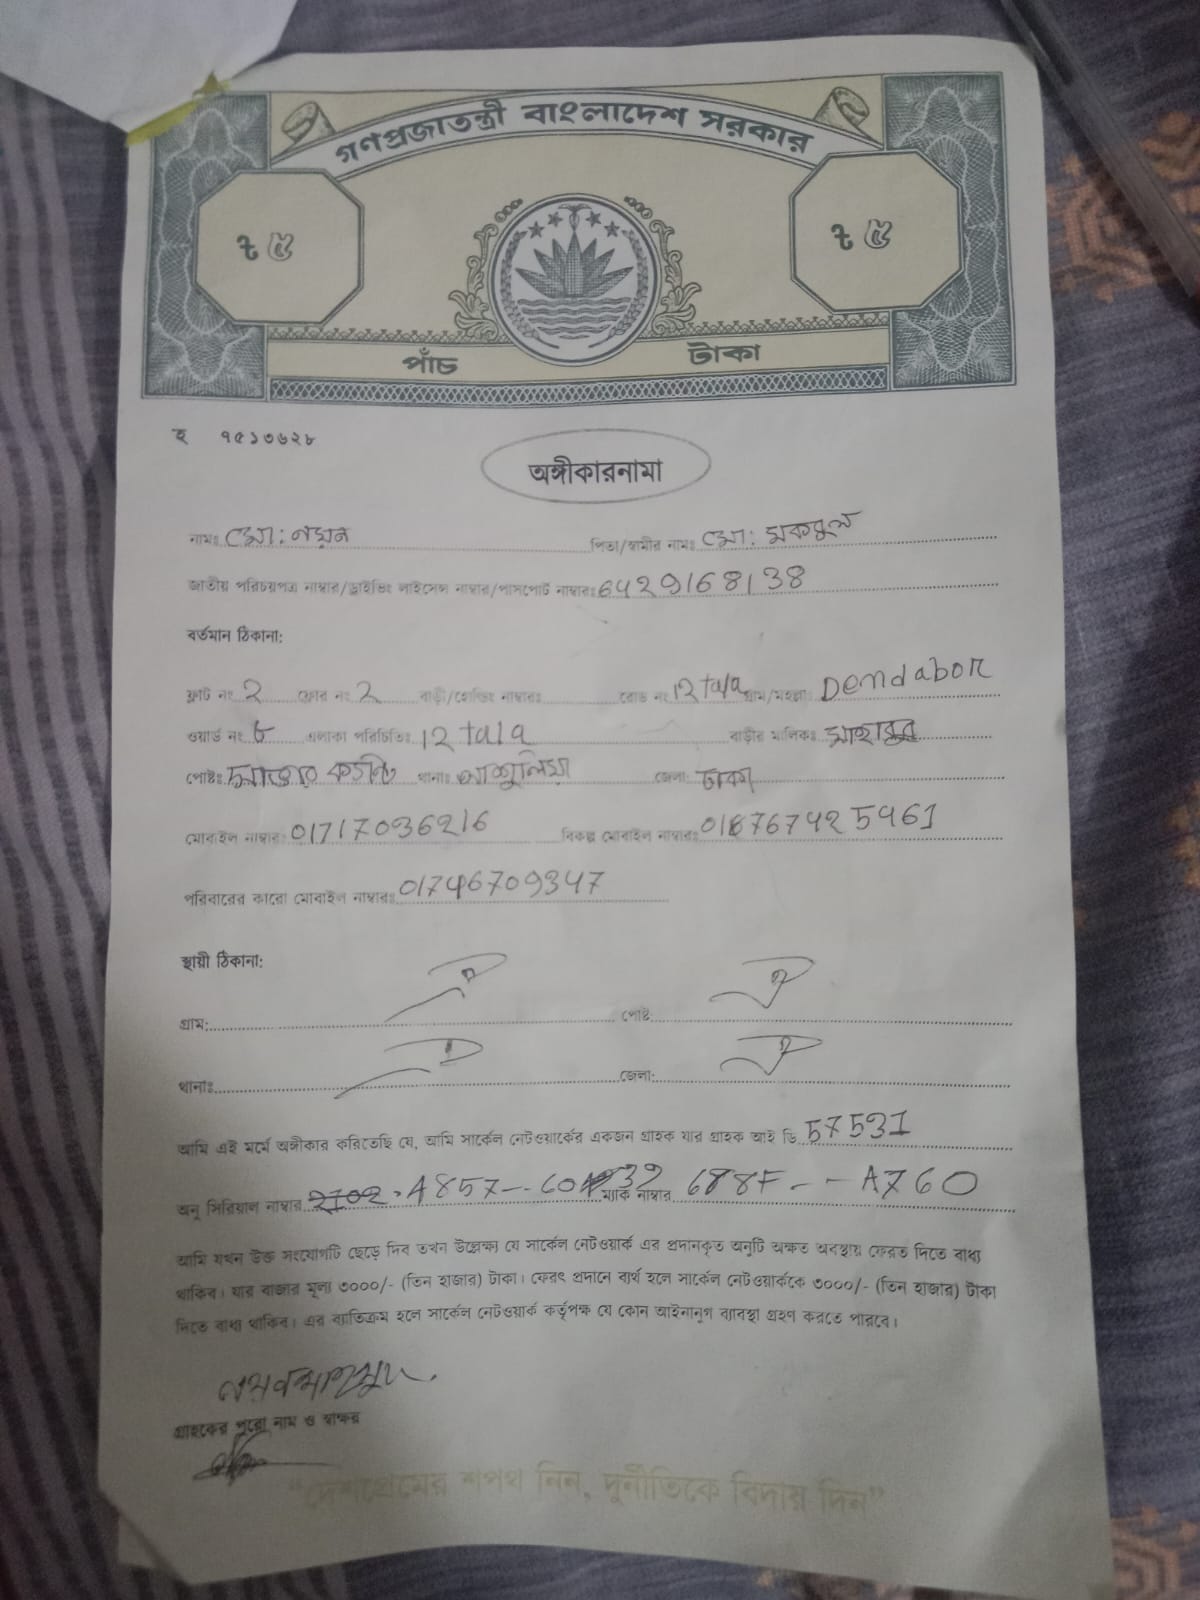 গণপ্রজাতন্ত্রী বাংলাদেশ সরকার
৳ ৫ ৳ ৫
পাঁচ টাকা
হ ৭৫১৩৬২৮
অঙ্গীকারনামা
নামঃ মো: নয়ন পিতা/স্বামীর নামঃ মো: মকবুল
জাতীয় পরিচয়পত্র নাম্বার/ড্রাইভিং লাইসেন্স নাম্বার/পাসপোর্ট নাম্বারঃ 6429168138
বর্তমান ঠিকানা:
ফ্লাট নং 2 ফ্লোর নং 2 বাড়ী/হোল্ডিং নাম্বারঃ রোড নং 12 tala গ্রাম/মহল্লা: Dendabor
ওয়ার্ড নং ৮ এলাকা পরিচিতিঃ 12 tala বাড়ীর মালিকঃ
পোষ্টঃ থানাঃ আশুলিয়া জেলা: ঢাকা
মোবাইল নাম্বার: 01717036216 বিকল্প মোবাইল নাম্বারঃ
পরিবারের কারো মোবাইল নাম্বারঃ 01746709347
স্থায়ী ঠিকানা:
গ্রাম: পোষ্ট:
থানাঃ জেলা:
আমি এই মর্মে অঙ্গীকার করিতেছি যে, আমি সার্কেল নেটওয়ার্কের একজন গ্রাহক যার গ্রাহক আই ডি 57531
অনু সিরিয়াল নাম্বার ম্যাক নাম্বার 688F -- A760
আমি যখন উক্ত সংযোগটি ছেড়ে দিব তখন উল্লেক্ষ্য যে সার্কেল নেটওয়ার্ক এর প্রদানকৃত অনুটি অক্ষত অবস্থায় ফেরত দিতে বাধ্য
থাকিব। যার বাজার মূল্য ৩০০০/- (তিন হাজার) টাকা। ফেরৎ প্রদানে ব্যর্থ হলে সার্কেল নেটওয়ার্ককে ৩০০০/- (তিন হাজার) টাকা
দিতে বাধ্য থাকিব। এর ব্যাতিক্রম হলে সার্কেল নেটওয়ার্ক কর্তৃপক্ষ যে কোন আইনানুগ ব্যাবস্থা গ্রহণ করতে পারবে।
গ্রাহকের পুরো নাম ও স্বাক্ষর
“দেশপ্রেমের শপথ নিন, দুর্নীতিকে বিদায় দিন”